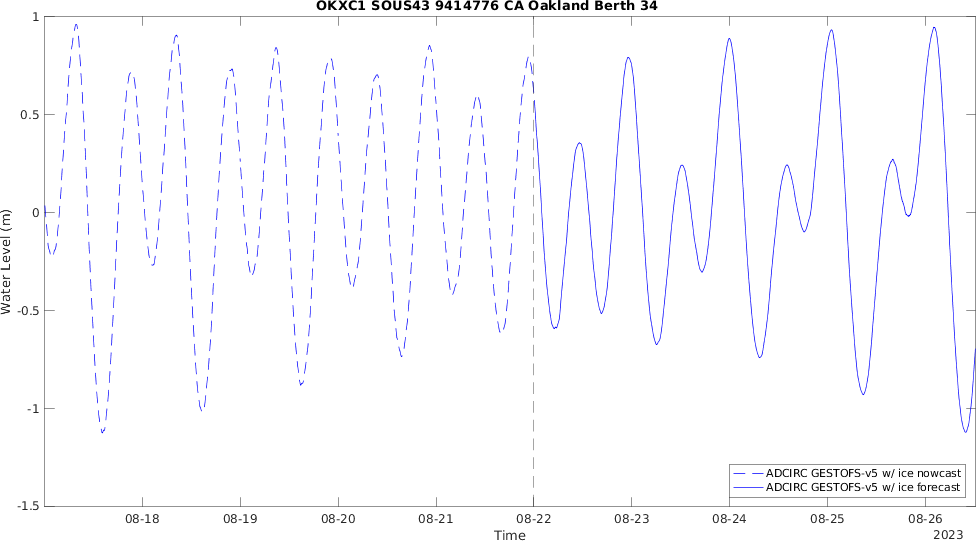 OKXC1 SOUS43 9414776 CA Oakland Berth 34
1
0.5
0
-0.5
-1
-1.5
Water Level (m)
ADCIRC GESTOFS-v5 w/ ice nowcast
ADCIRC GESTOFS-v5 w/ ice forecast
08-18 08-19 08-20 08-21 08-22 08-23 08-24 08-25 08-26
Time
2023